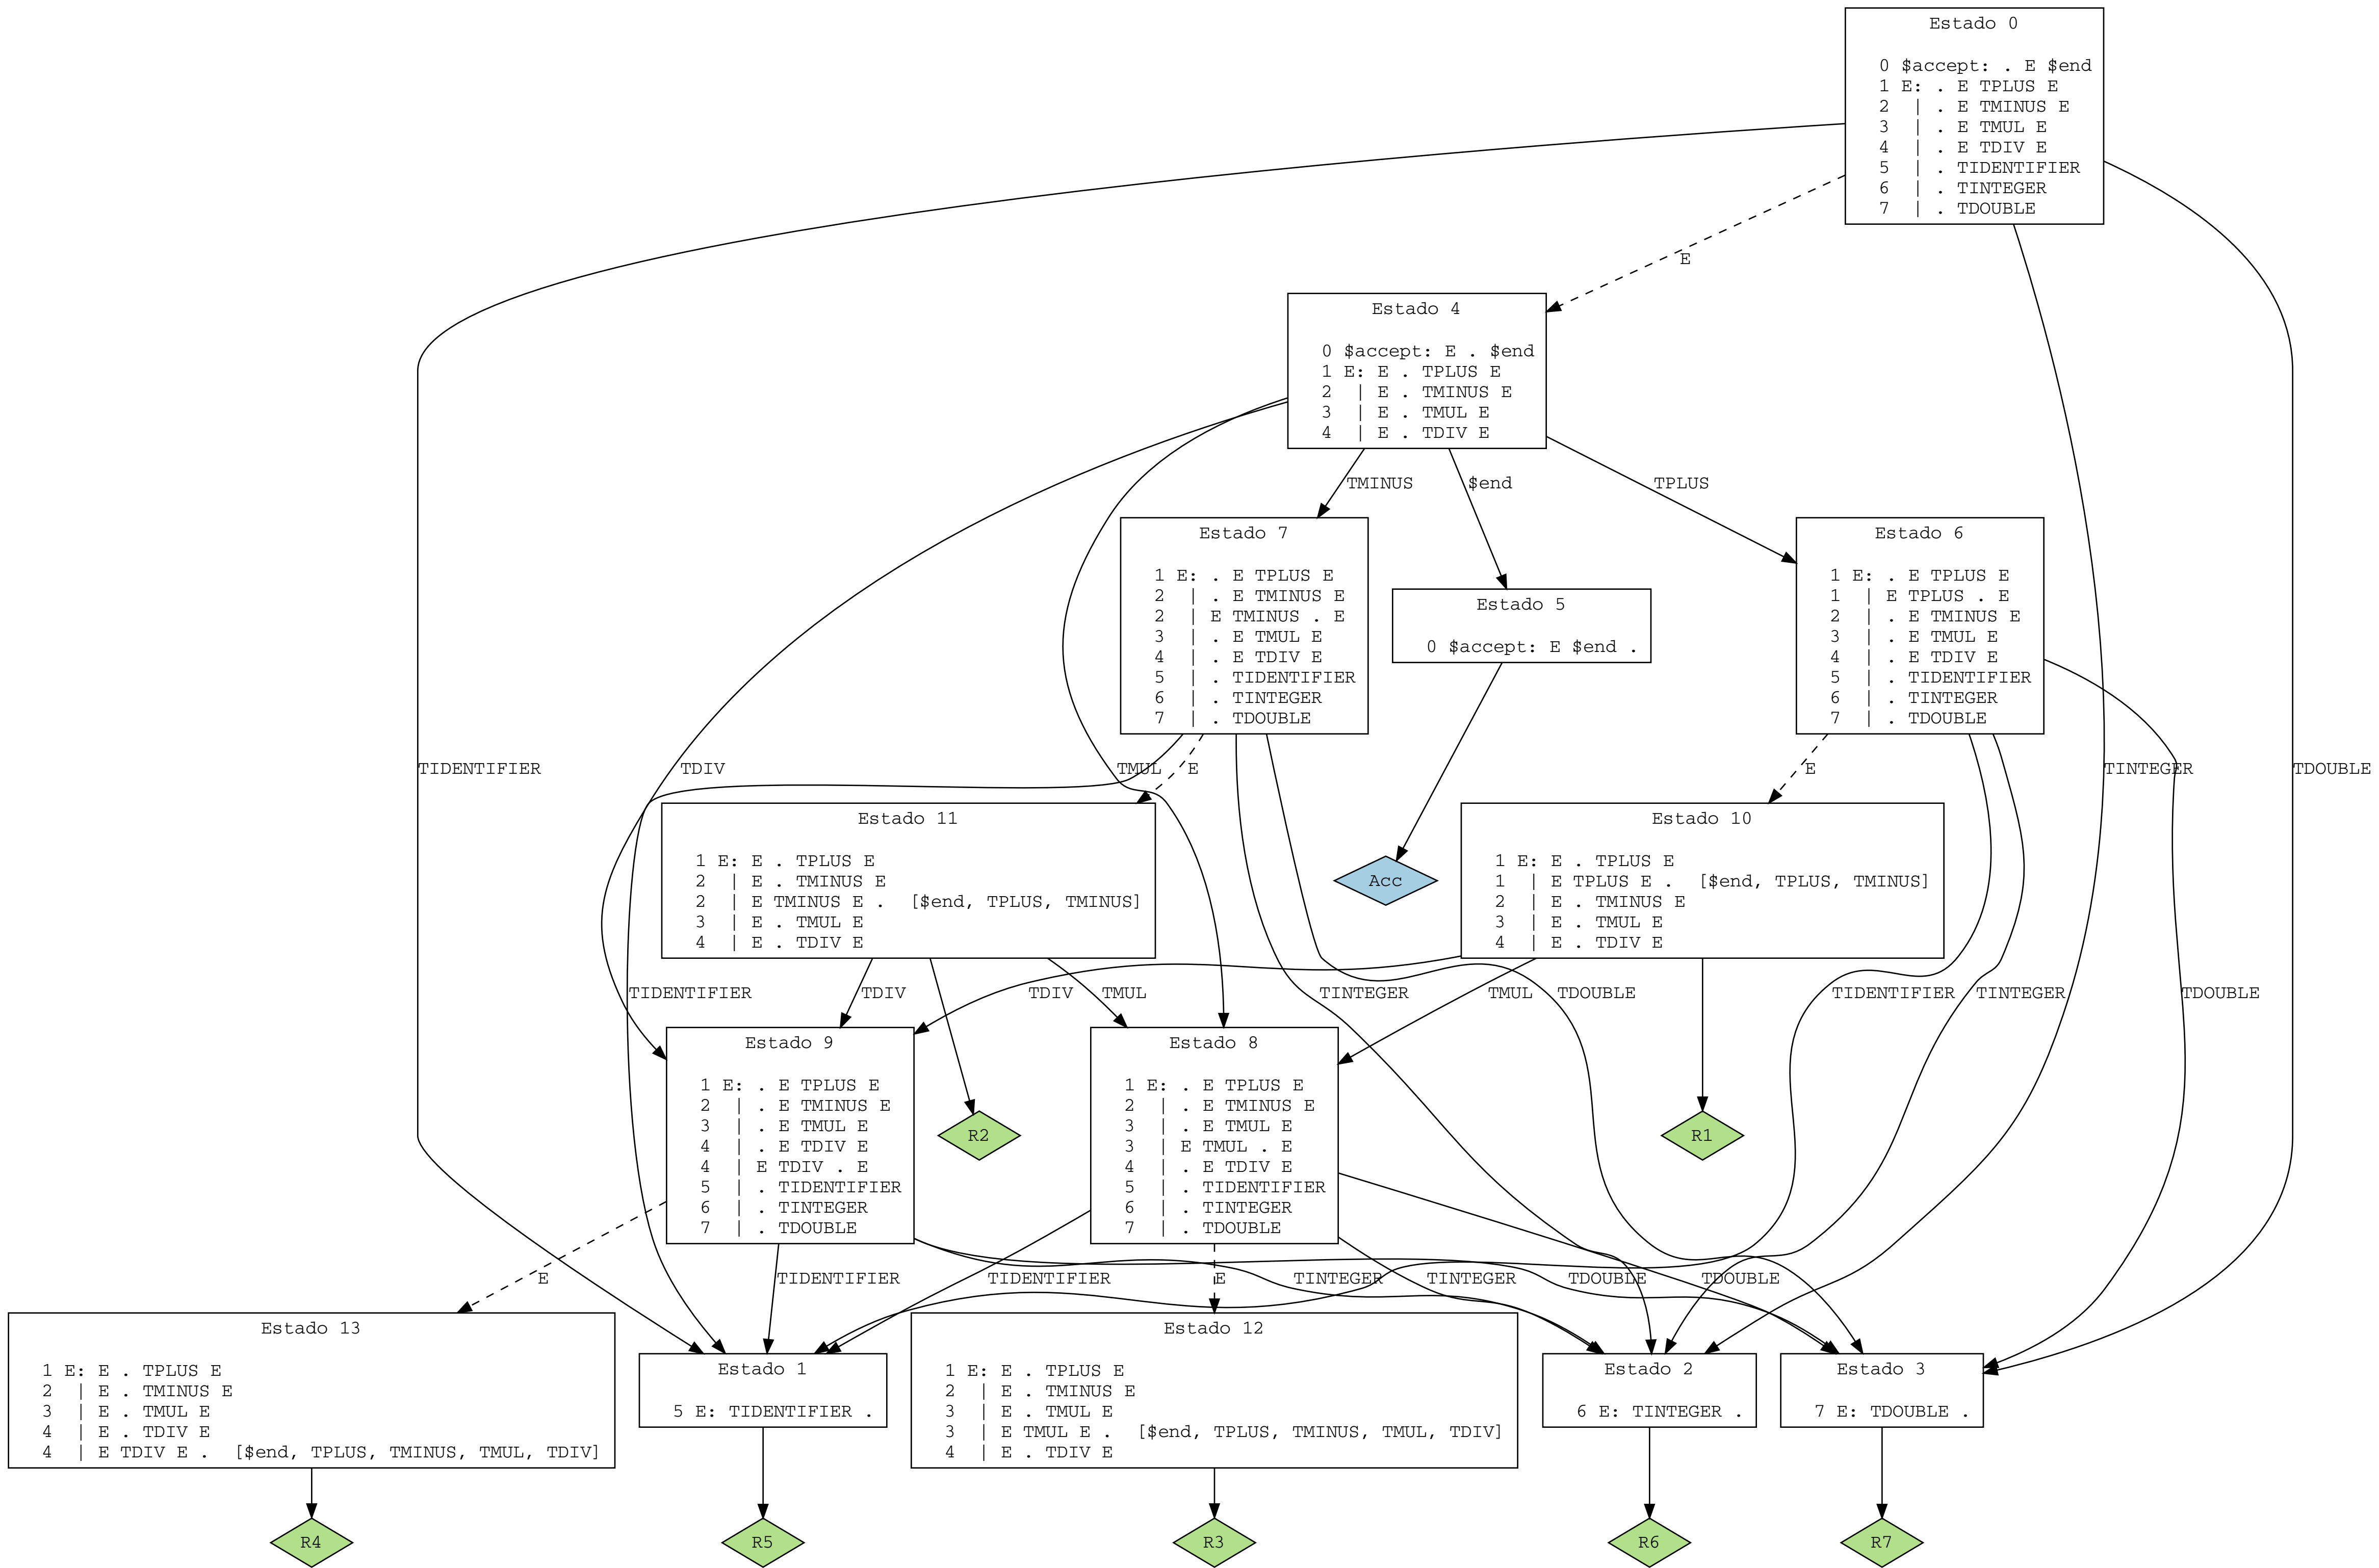 Estado 0
0 $accept: . E $end
1 E: . E TPLUS E
2 | . E TMINUS E
3 | . E TMUL E
4 | . E TDIV E
5 | . TIDENTIFIER
6 | . TINTEGER
7 | . TDOUBLE
E
Estado 4
0 $accept: E . $end
1 E: E . TPLUS E
2 | E . TMINUS E
3 | E . TMUL E
4 | E . TDIV E
TMINUS
$end
TPLUS
Estado 7
1 E: . E TPLUS E
2 | . E TMINUS E
2 | E TMINUS . E
3 | . E TMUL E
4 | . E TDIV E
5 | . TIDENTIFIER
6 | . TINTEGER
7 | . TDOUBLE
Estado 5
0 $accept: E $end .
Estado 6
1 E: . E TPLUS E
1 | E TPLUS . E
2 | . E TMINUS E
3 | . E TMUL E
4 | . E TDIV E
5 | . TIDENTIFIER
6 | . TINTEGER
7 | . TDOUBLE
TIDENTIFIER
TDIV
TMUL
E
E
TINTEGER
TDOUBLE
Estado 11
1 E: E . TPLUS E
2 | E . TMINUS E
2 | E TMINUS E . [$end, TPLUS, TMINUS]
3 | E . TMUL E
4 | E . TDIV E
Acc
Estado 10
1 E: E . TPLUS E
1 | E TPLUS E . [$end, TPLUS, TMINUS]
2 | E . TMINUS E
3 | E . TMUL E
4 | E . TDIV E
TIDENTIFIER
TDIV
TDIV
TMUL
TINTEGER
TMUL
TDOUBLE
TIDENTIFIER
TINTEGER
TDOUBLE
Estado 9
1 E: . E TPLUS E
2 | . E TMINUS E
3 | . E TMUL E
4 | . E TDIV E
4 | E TDIV . E
5 | . TIDENTIFIER
6 | . TINTEGER
7 | . TDOUBLE
R2
Estado 8
1 E: . E TPLUS E
2 | . E TMINUS E
3 | . E TMUL E
3 | E TMUL . E
4 | . E TDIV E
5 | . TIDENTIFIER
6 | . TINTEGER
7 | . TDOUBLE
R1
E
TIDENTIFIER
TIDENTIFIER
E
TINTEGER
TINTEGER
TDOUBLE
TDOUBLE
Estado 13
1 E: E . TPLUS E
2 | E . TMINUS E
3 | E . TMUL E
4 | E . TDIV E
4 | E TDIV E . [$end, TPLUS, TMINUS, TMUL, TDIV]
Estado 1
5 E: TIDENTIFIER .
Estado 12
1 E: E . TPLUS E
2 | E . TMINUS E
3 | E . TMUL E
3 | E TMUL E . [$end, TPLUS, TMINUS, TMUL, TDIV]
4 | E . TDIV E
Estado 2
6 E: TINTEGER .
Estado 3
7 E: TDOUBLE .
R4
R5
R3
R6
R7